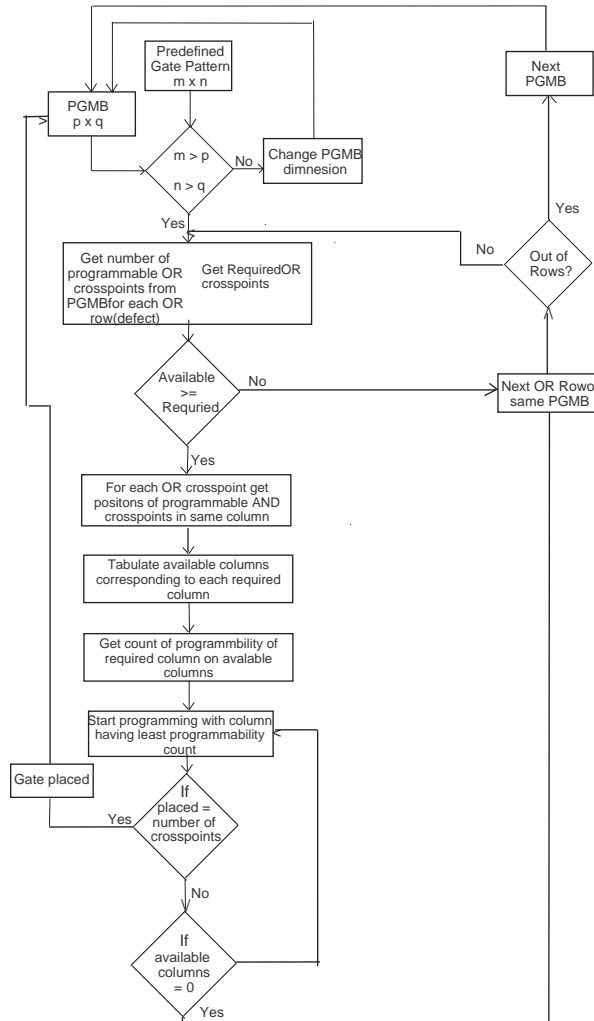 Predefined
Gate Pattern
m x n
Next
PGMB
PGMB
p x q
m > p
n > q
No
Change PGMB
dimnesion
Yes
Yes
No
Out of
Rows?
Get number of
programmable OR
crosspoints from
PGMBfor each OR
row(defect)
Get RequiredOR
crosspoints
Available
>=
Requried
No
Next OR Rowo
same PGMB
Yes
For each OR crosspoint get
positons of programmable AND
crosspoints in same column
Tabulate available columns
corresponding to each required
column
Get count of programmbility of
required column on avalable
columns
Start programming with column
having least programmability
count
Gate placed
If
placed =
number of
crosspoints
Yes
No
If
available
columns
= 0
Yes